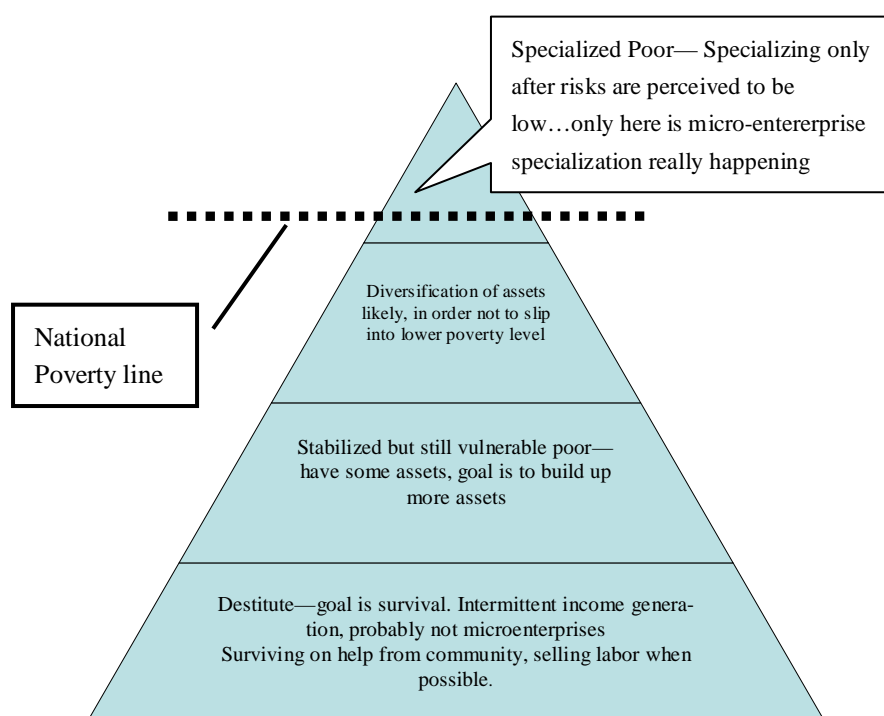 Specialized Poor— Specializing only
after risks are perceived to be
low…only here is micro-entererprise
specialization really happening
National
Poverty line
Diversification of assets
likely, in order not to slip
into lower poverty level
Stabilized but still vulnerable poor—
have some assets, goal is to build up
more assets
Destitute—goal is survival. Intermittent income genera-
tion, probably not microenterprises
Surviving on help from community, selling labor when
possible.